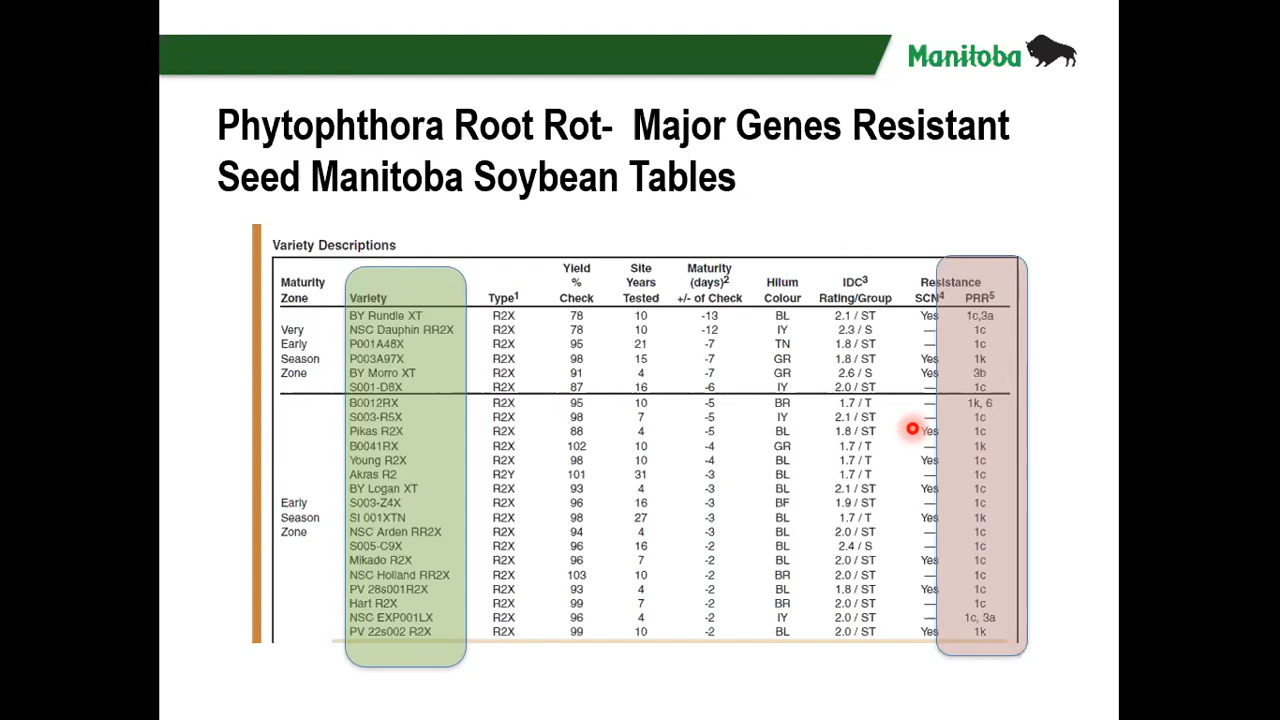 Manitoba
Phytophthora Root Rot- Major Genes Resistant
Seed Manitoba Soybean Tables
Variety Descriptions
Yield Site Maturity
Maturity % Years (days)2 Hilum IDC3 Resistance
Zone Variety Type1 Check Tested +/- of Check Colour Rating/Group SCN4 PRR5
BY Rundle XT R2X 78 10 -13 BL 2.1 / ST Yes 1c,3a
Very NSC Dauphin RR2X R2X 78 10 -12 IY 2.3 / S — 1c
Early P001A48X R2X 95 21 -7 TN 1.8 / ST — 1c
Season P003A97X R2X 98 15 -7 GR 1.8 / ST Yes 1k
Zone BY Morro XT R2X 91 4 -7 GR 2.6 / S Yes 3b
S001-D8X R2X 87 16 -6 IY 2.0 / ST — 1c
B0012RX R2X 95 10 -5 BR 1.7 / T — 1k, 6
S003-R5X R2X 98 7 -5 IY 2.1 / ST — 1c
Pikas R2X R2X 88 4 -5 BL 1.8 / ST Yes 1c
B0041RX R2X 102 10 -4 GR 1.7 / T — 1k
Young R2X R2X 98 10 -4 BL 1.7 / T Yes 1c
Akras R2 R2Y 101 31 -3 BL 1.7 / T — 1c
BY Logan XT R2X 93 4 -3 BL 2.1 / ST Yes 1c
Early S003-Z4X R2X 96 16 -3 BF 1.9 / ST — 1c
Season SI 001XTN R2X 98 27 -3 BL 1.7 / T Yes 1k
Zone NSC Arden RR2X R2X 94 4 -3 BL 2.0 / ST — 1c
S005-C9X R2X 96 16 -2 BL 2.4 / S — 1c
Mikado R2X R2X 96 7 -2 BL 2.0 / ST Yes 1c
NSC Holland RR2X R2X 103 10 -2 BR 2.0 / ST — 1c
PV 28s001R2X R2X 93 4 -2 BL 1.8 / ST Yes 1c
Hart R2X R2X 99 7 -2 BR 2.0 / ST — 1c
NSC EXP001LX R2X 96 4 -2 IY 2.0 / ST — 1c, 3a
PV 22s002 R2X R2X 99 10 -2 BL 2.0 / ST Yes 1k